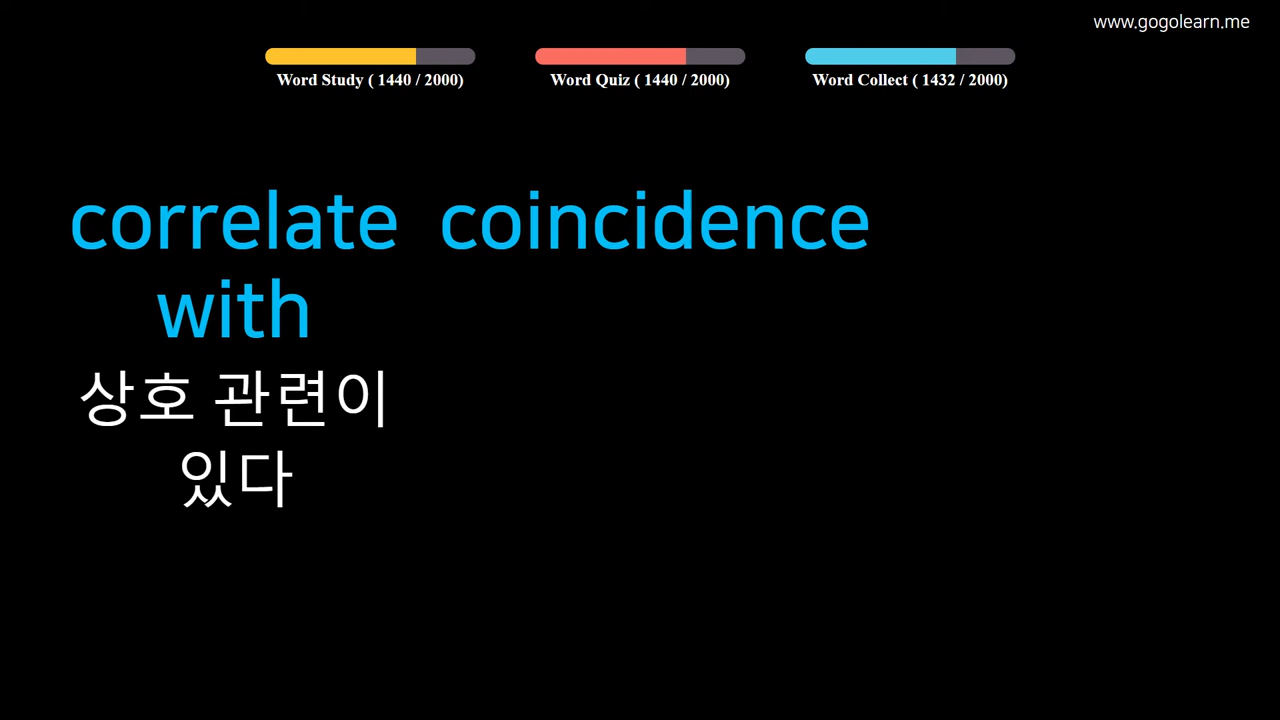 www.gogolearn.me
Word Study ( 1440 / 2000)
Word Quiz ( 1440 / 2000)
Word Collect ( 1432 / 2000)
correlate with
상호 관련이
있다
coincidence